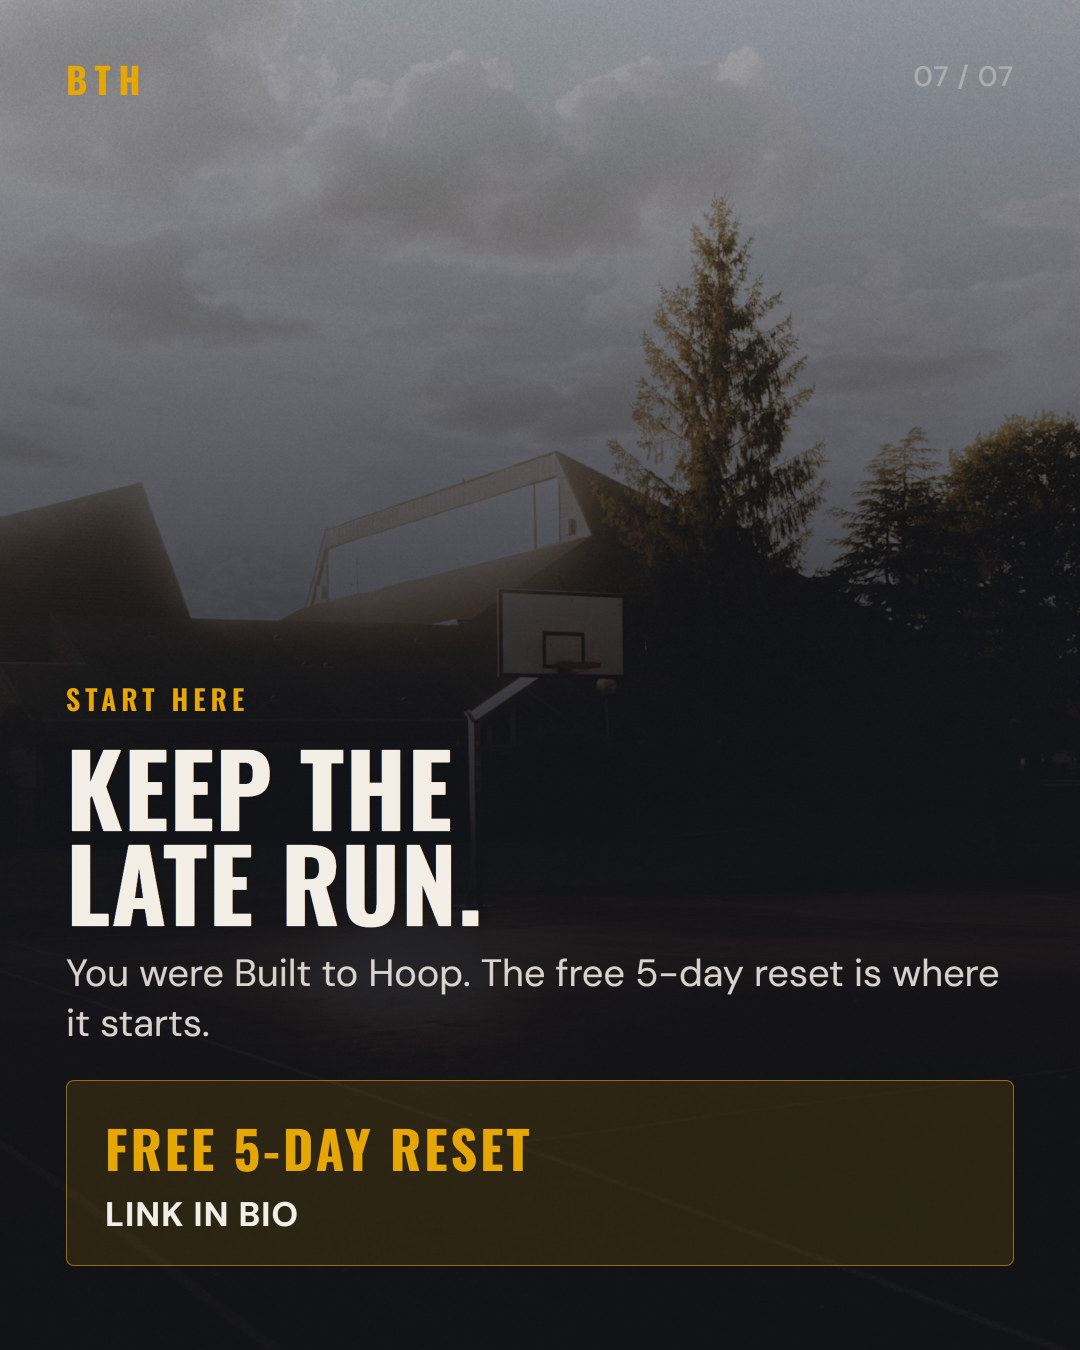 BTH
07 / 07
START HERE
KEEP THE
LATE RUN.
You were Built to Hoop. The free 5-day reset is where
it starts.
FREE 5-DAY RESET
LINK IN BIO